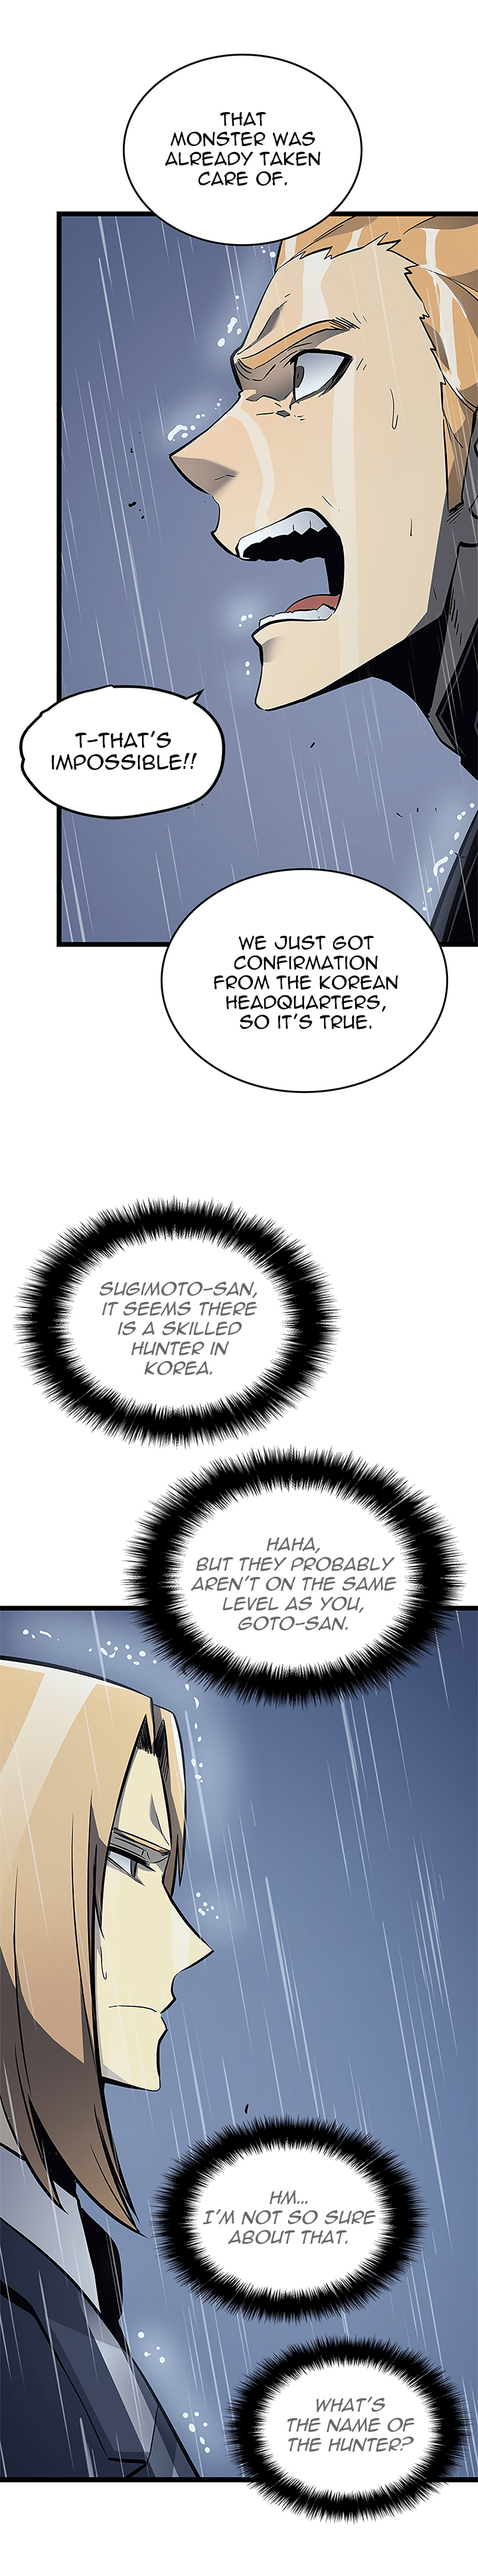 THAT
MONSTER WAS
ALREADY TAKEN
CARE OF.
T-THAT'S
IMPOSSIBLE!!
WE JUST GOT
CONFIRMATION
FROM THE KOREAN
HEADQUARTERS,
SO IT'S TRUE.
SUGIMOTO-SAN,
IT SEEMS THERE
IS A SKILLED
HUNTER IN
KOREA.
HAHA,
BUT THEY PROBABLY
AREN'T ON THE SAME
LEVEL AS YOU,
GOTO-SAN.
HM...
I'M NOT SO SURE
ABOUT THAT.
WHAT'S
THE NAME OF
THE HUNTER?